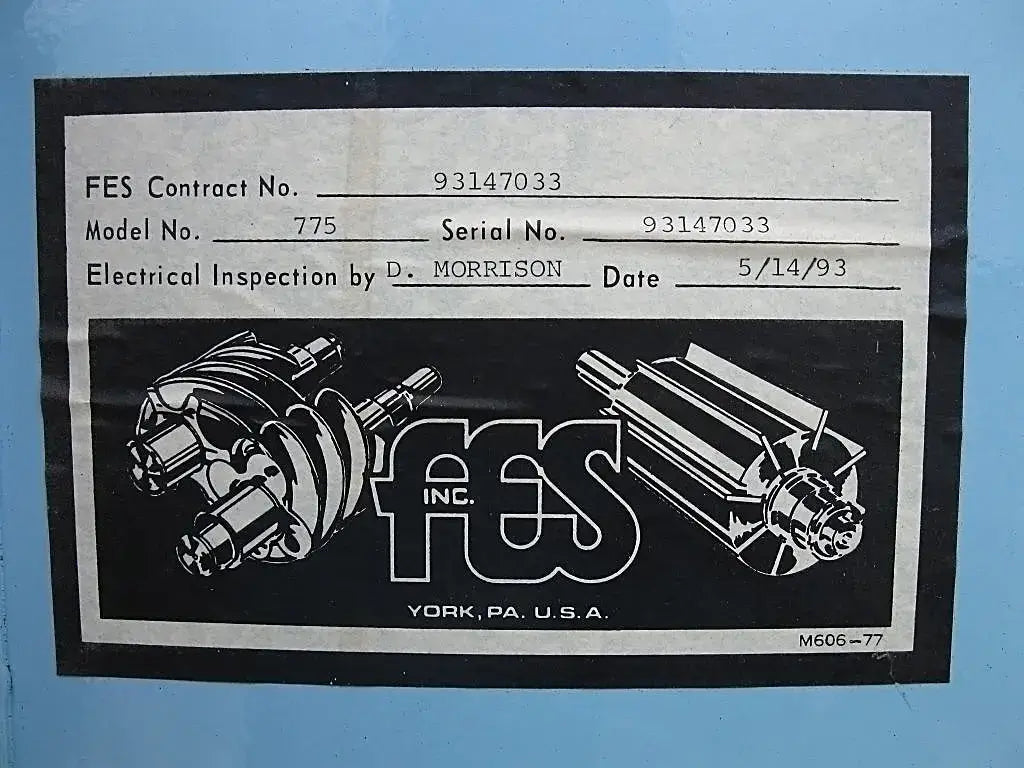 FES Contract No. 93147033
Model No. 775 Serial No. 93147033
Electrical Inspection by D. MORRISON Date 5/14/93
FES INC.
YORK, PA. U.S.A.
M606-77